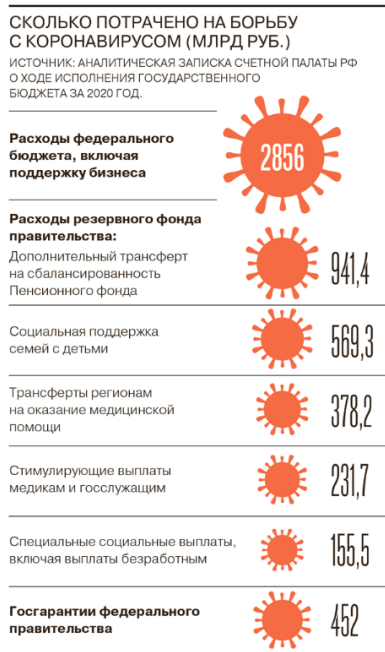 СКОЛЬКО ПОТРАЧЕНО НА БОРЬБУ
С КОРОНАВИРУСОМ (МЛРД РУБ.)
ИСТОЧНИК: АНАЛИТИЧЕСКАЯ ЗАПИСКА СЧЕТНОЙ ПАЛАТЫ РФ
О ХОДЕ ИСПОЛНЕНИЯ ГОСУДАРСТВЕННОГО
БЮДЖЕТА ЗА 2020 ГОД.
Расходы федерального
бюджета, включая
поддержку бизнеса
2856
Расходы резервного фонда
правительства:
Дополнительный трансферт
на сбалансированность
Пенсионного фонда
941,4
Социальная поддержка
семей с детьми
569,3
Трансферты регионам
на оказание медицинской
помощи
378,2
Стимулирующие выплаты
медикам и госслужащим
231,7
Специальные социальные выплаты,
включая выплаты безработным
155,5
Госгарантии федерального
правительства
452